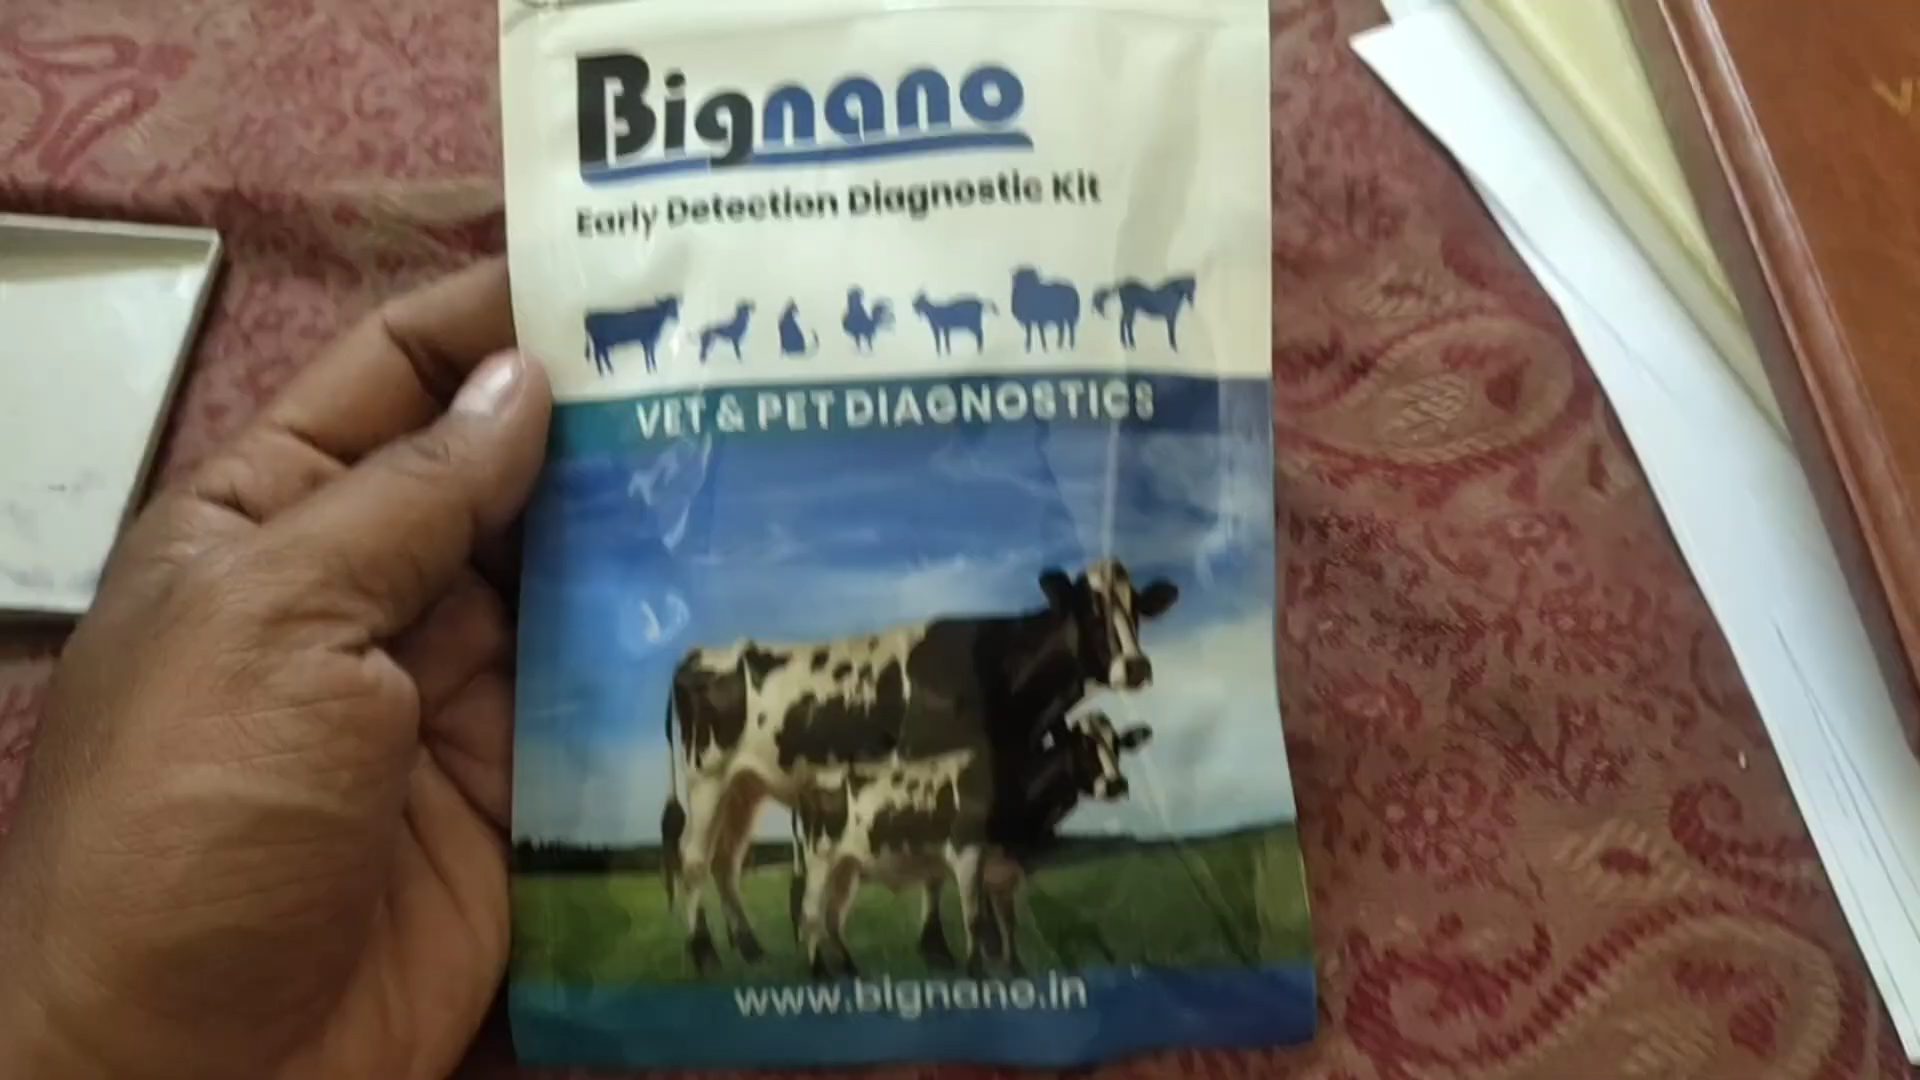 Bignano
Early Detection Diagnostic Kit
VET & PET DIAGNOSTICS
www.bignano.in